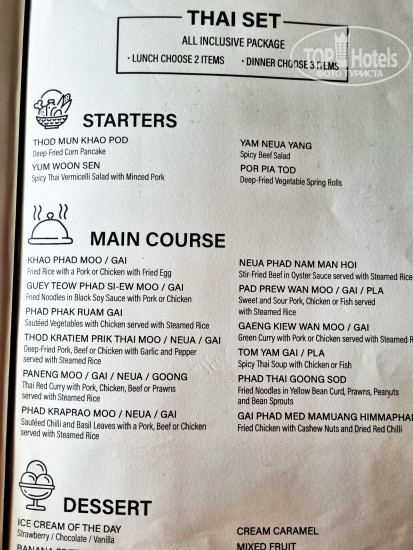 THAI SET
ALL INCLUSIVE PACKAGE
• LUNCH CHOOSE 2 ITEMS • DINNER CHOOSE 3 ITEMS
TOPHotels
ФОТО ТУРИСТА
STARTERS
THOD MUN KHAO POD
Deep-Fried Corn Pancake
YUM WOON SEN
Spicy Thai Vermicelli Salad with Minced Pork
YAM NEUA YANG
Spicy Beef Salad
POR PIA TOD
Deep-Fried Vegetable Spring Rolls
MAIN COURSE
KHAO PHAD MOO / GAI
Fried Rice with a Pork or Chicken with Fried Egg
GUEY TEOW PHAD SI-EW MOO / GAI
Fried Noodles in Black Soy Sauce with Pork or Chicken
PHAD PHAK RUAM GAI
Sautéed Vegetables with Chicken served with Steamed Rice
THOD KRATIEM PRIK THAI MOO / NEUA / GAI
Deep-Fried Pork, Beef or Chicken with Garlic and Pepper
served with Steamed Rice
PANENG MOO / GAI / NEUA / GOONG
Thai Red Curry with Pork, Chicken, Beef or Prawns
served with Steamed Rice
PHAD KRAPRAO MOO / NEUA / GAI
Sautéed Chilli and Basil Leaves with a Pork, Beef or Chicken
served with Steamed Rice
NEUA PHAD NAM MAN HOI
Stir-Fried Beef in Oyster Sauce served with Steamed Rice
PAD PREW WAN MOO / GAI / PLA
Sweet and Sour Pork, Chicken or Fish served
with Steamed Rice
GAENG KIEW WAN MOO / GAI
Green Curry with Pork or Chicken served with Steamed R
TOM YAM GAI / PLA
Spicy Thai Soup with Chicken or Fish
PHAD THAI GOONG SOD
Fried Noodles in Yellow Bean Curd, Prawns, Peanuts
and Bean Sprouts
GAI PHAD MED MAMUANG HIMMAPHA
Fried Chicken with Cashew Nuts and Dried Red Chilli
DESSERT
ICE CREAM OF THE DAY
Strawberry / Chocolate / Vanilla
CREAM CARAMEL
MIXED FRUIT